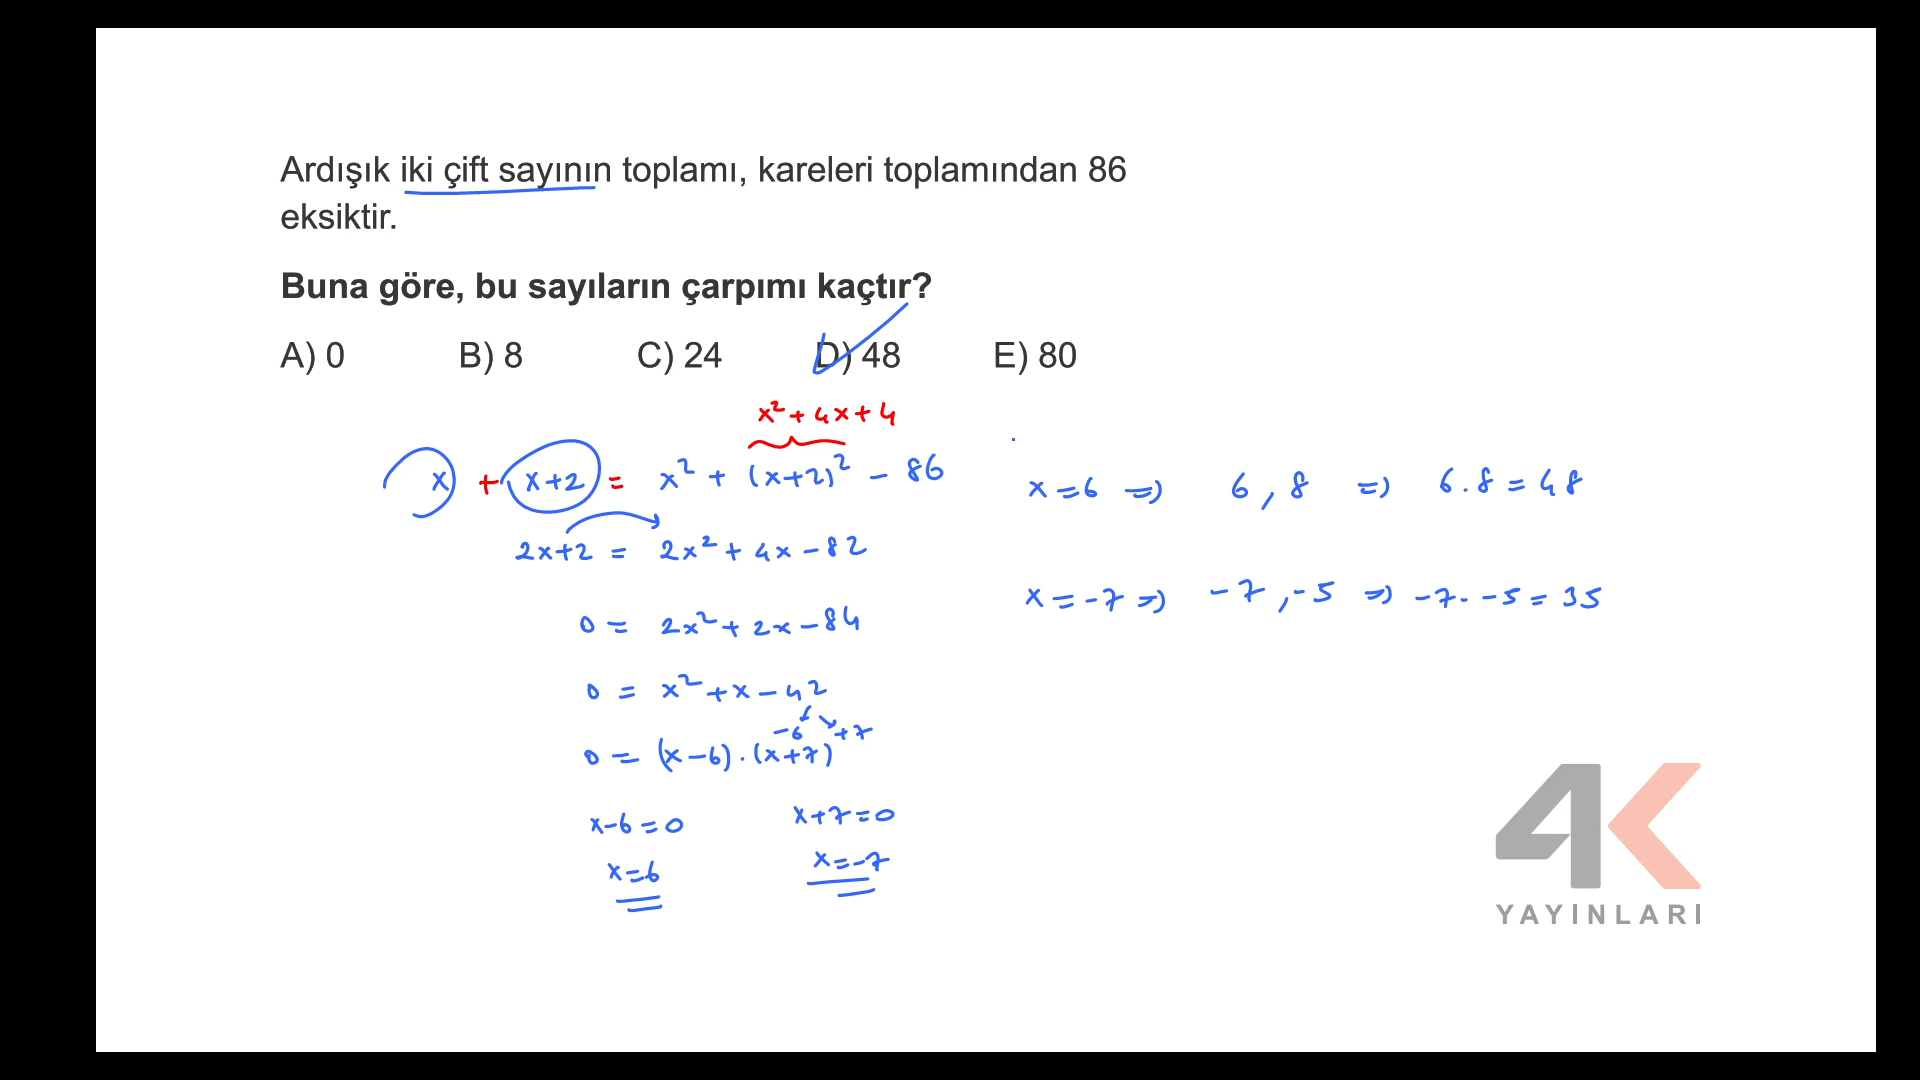 Ardışık iki çift sayının toplamı, kareleri toplamından 86
eksiktir.
Buna göre, bu sayıların çarpımı kaçtır?
A) 0 B) 8 C) 24 D) 48 E) 80
x² + 4x + 4
x + x+2 = x² + (x+2)² - 86
2x+2 = 2x² + 4x - 82
0 = 2x² + 2x - 84
0 = x² + x - 42
-6 +7
0 = (x-6) . (x+7)
x-6=0 x+7=0
x=6 x=-7
x=6 => 6, 8 => 6.8=48
x=-7 => -7, -5 => -7. -5 = 35
4K
YAYINLARI